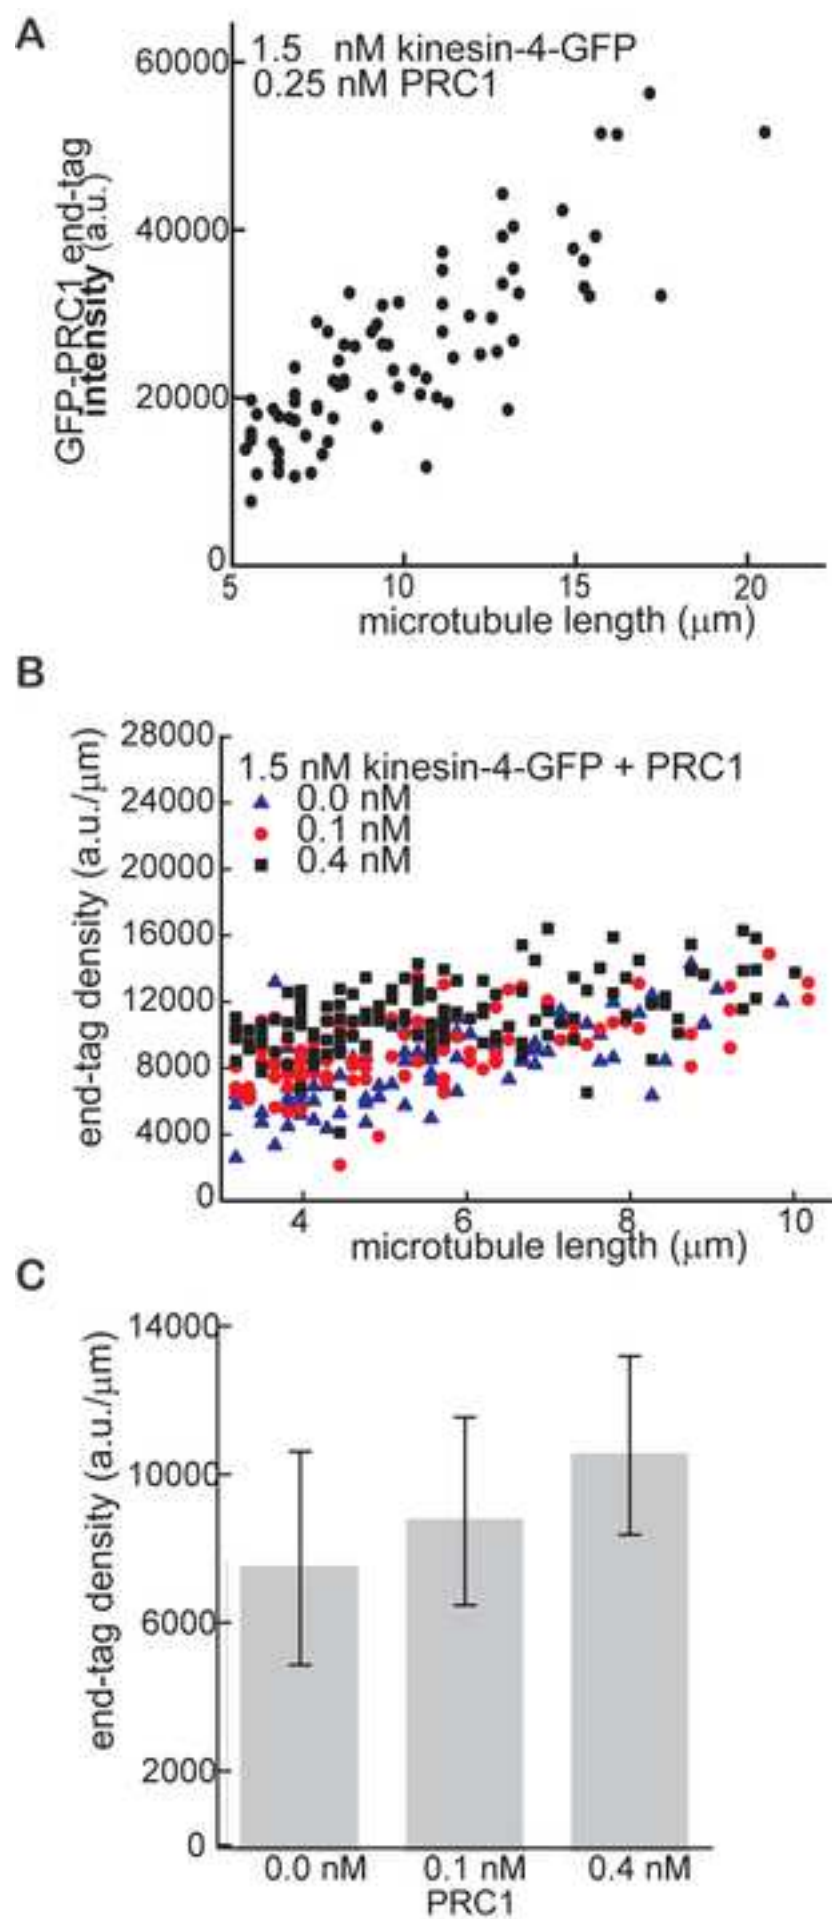 A
1.5 nM kinesin-4-GFP
0.25 nM PRC1
60000
40000
20000
0
GFP-PRC1 end-tag
intensity (a.u.)
5 10 15 20
microtubule length (μm)
B
28000
24000
20000
16000
12000
8000
4000
0
end-tag density (a.u./μm)
1.5 nM kinesin-4-GFP + PRC1
0.0 nM
0.1 nM
0.4 nM
4 6 8 10
microtubule length (μm)
C
14000
10000
6000
2000
0
end-tag density (a.u./μm)
0.0 nM 0.1 nM 0.4 nM
PRC1